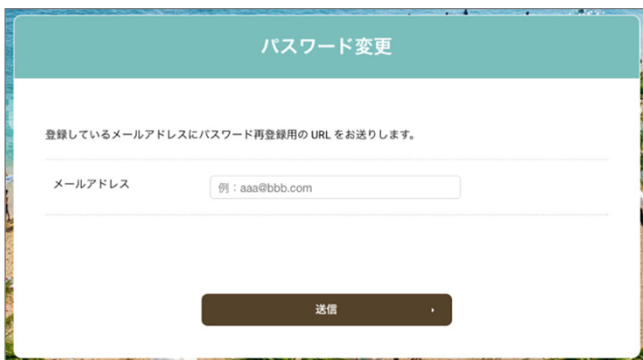 パスワード変更
登録しているメールアドレスにパスワード再登録用の URL をお送りします。
メールアドレス
例：aaa@bbb.com
送信